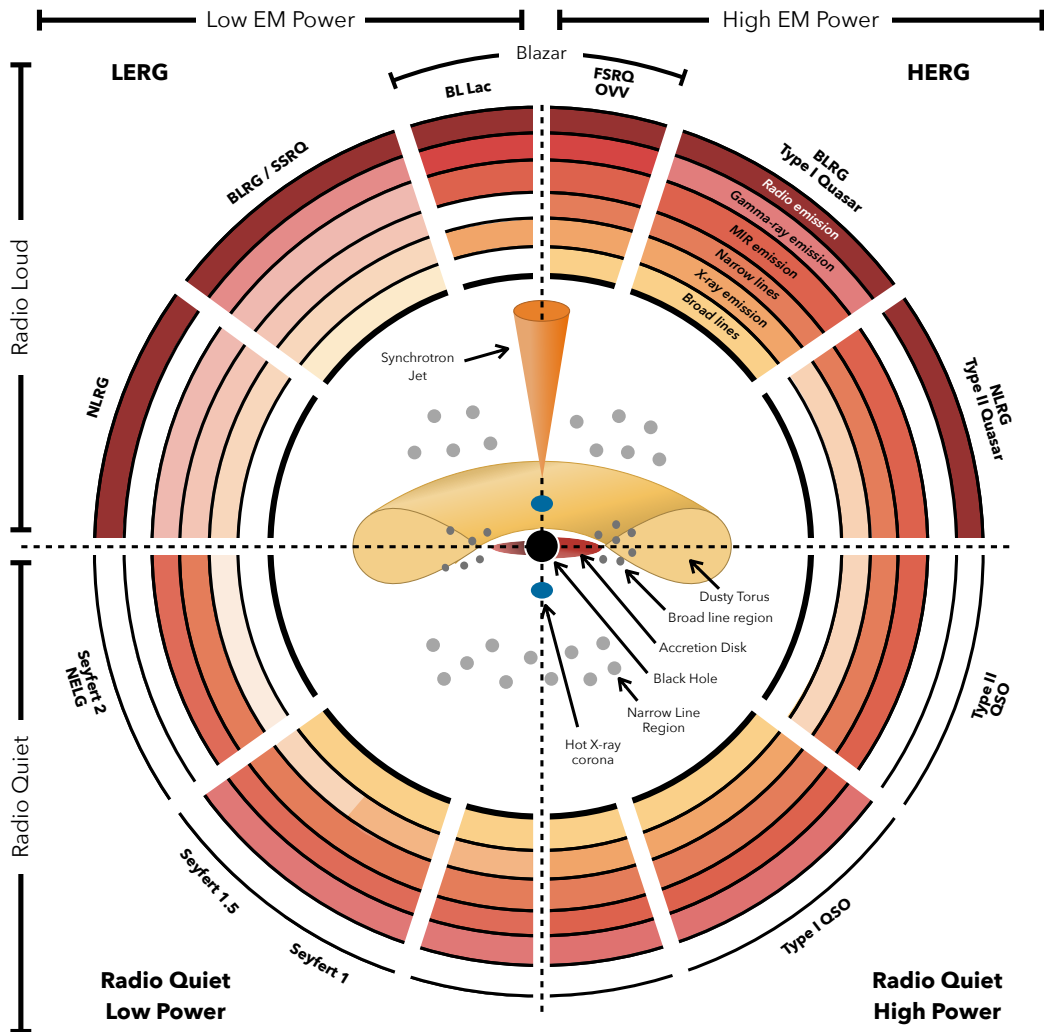 Low EM Power
High EM Power
Blazar
LERG
HERG
BL Lac
FSRQ
OVV
BLRG / SSRQ
BLRG
Type I Quasar
Radio emission
Gamma-ray emission
MIR emission
Narrow lines
X-ray emission
Broad lines
Radio Loud
NLRG
NLRG
Type II Quasar
Synchrotron
Jet
Dusty Torus
Broad line region
Accretion Disk
Black Hole
Narrow Line
Region
Hot X-ray
corona
Radio Quiet
Seyfert 2
NELG
Type II
QSO
Seyfert 1.5
Seyfert 1
Type I QSO
Radio Quiet
Low Power
Radio Quiet
High Power